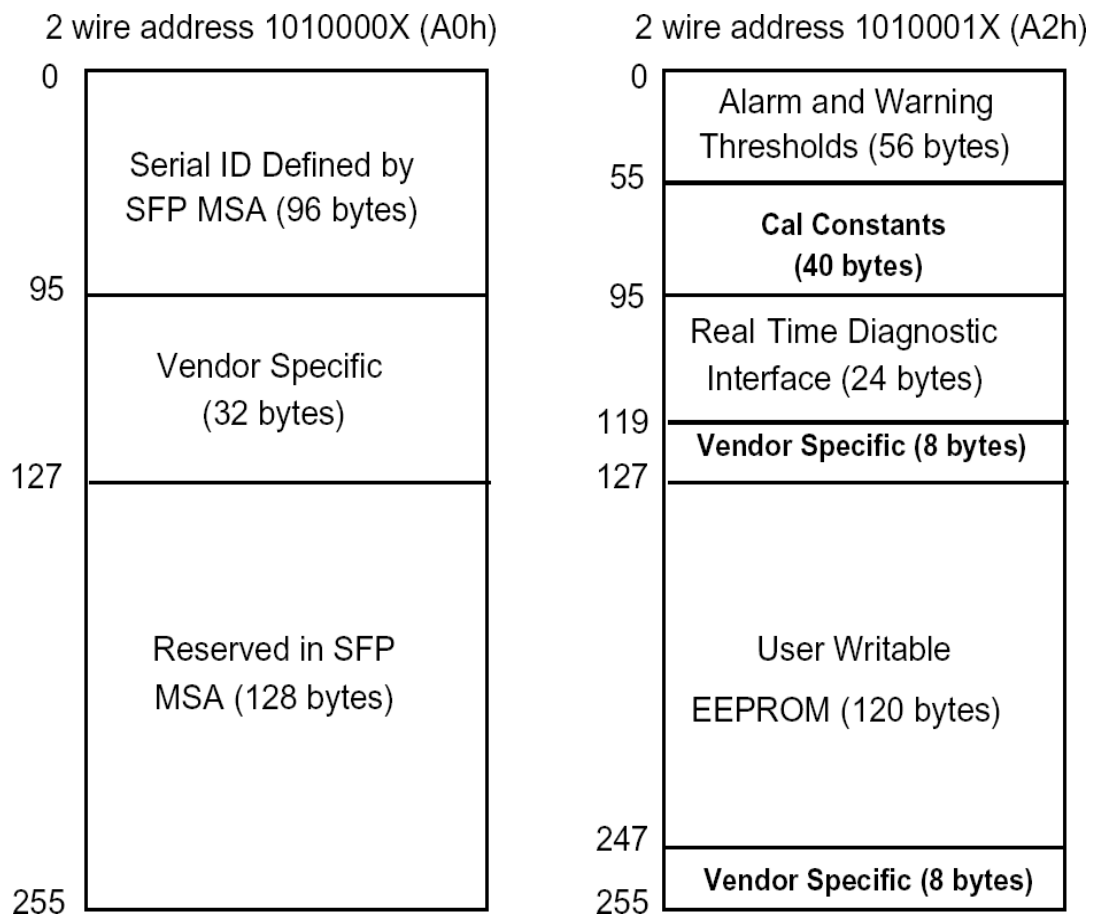 2 wire address 1010000X (A0h)
0
Serial ID Defined by
SFP MSA (96 bytes)
95
Vendor Specific
(32 bytes)
127
Reserved in SFP
MSA (128 bytes)
255
2 wire address 1010001X (A2h)
0
Alarm and Warning
Thresholds (56 bytes)
55
Cal Constants
(40 bytes)
95
Real Time Diagnostic
Interface (24 bytes)
119
Vendor Specific (8 bytes)
127
User Writable
EEPROM (120 bytes)
247
Vendor Specific (8 bytes)
255